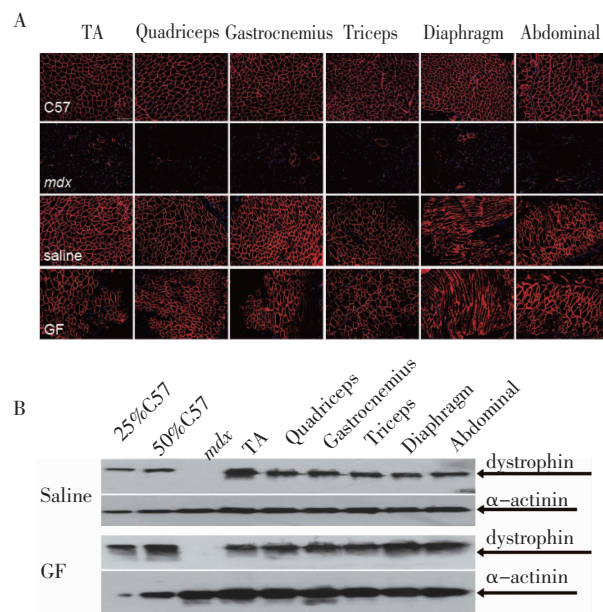 A
TA Quadriceps Gastrocnemius Triceps Diaphragm Abdominal
C57
mdx
saline
GF
B
25%C57 50%C57 mdx TA Quadriceps Gastrocnemius Triceps Diaphragm Abdominal
Saline
dystrophin
α-actinin
GF
dystrophin
α-actinin